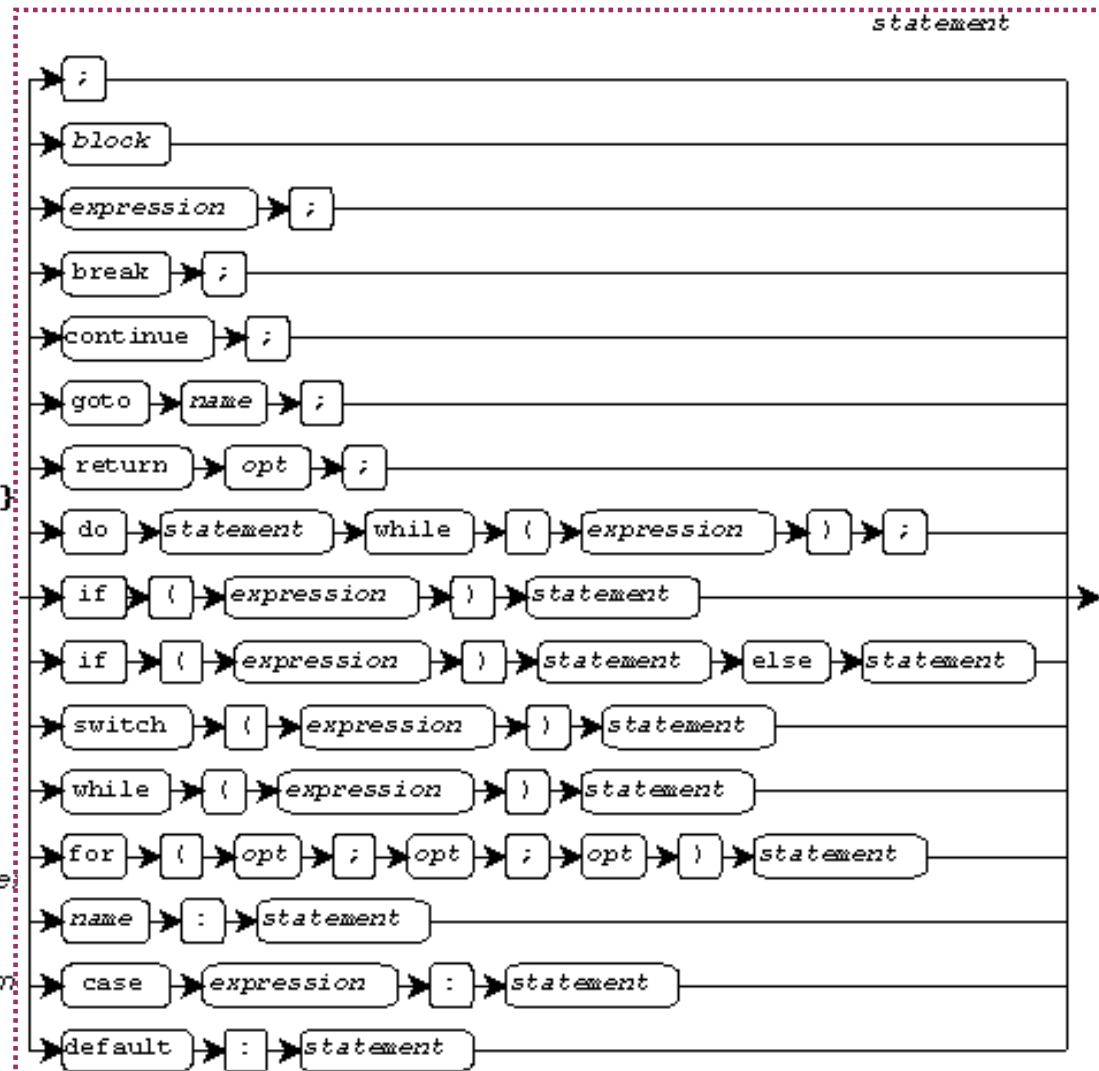 statement
;
block
expression ;
break ;
continue ;
goto name ;
return opt ;
}
do statement while ( expression ) ;
if ( expression ) statement
if ( expression ) statement else statement
switch ( expression ) statement
while ( expression ) statement
for ( opt ; opt ; opt ) statement
e
name : statement
n
case expression : statement
default : statement